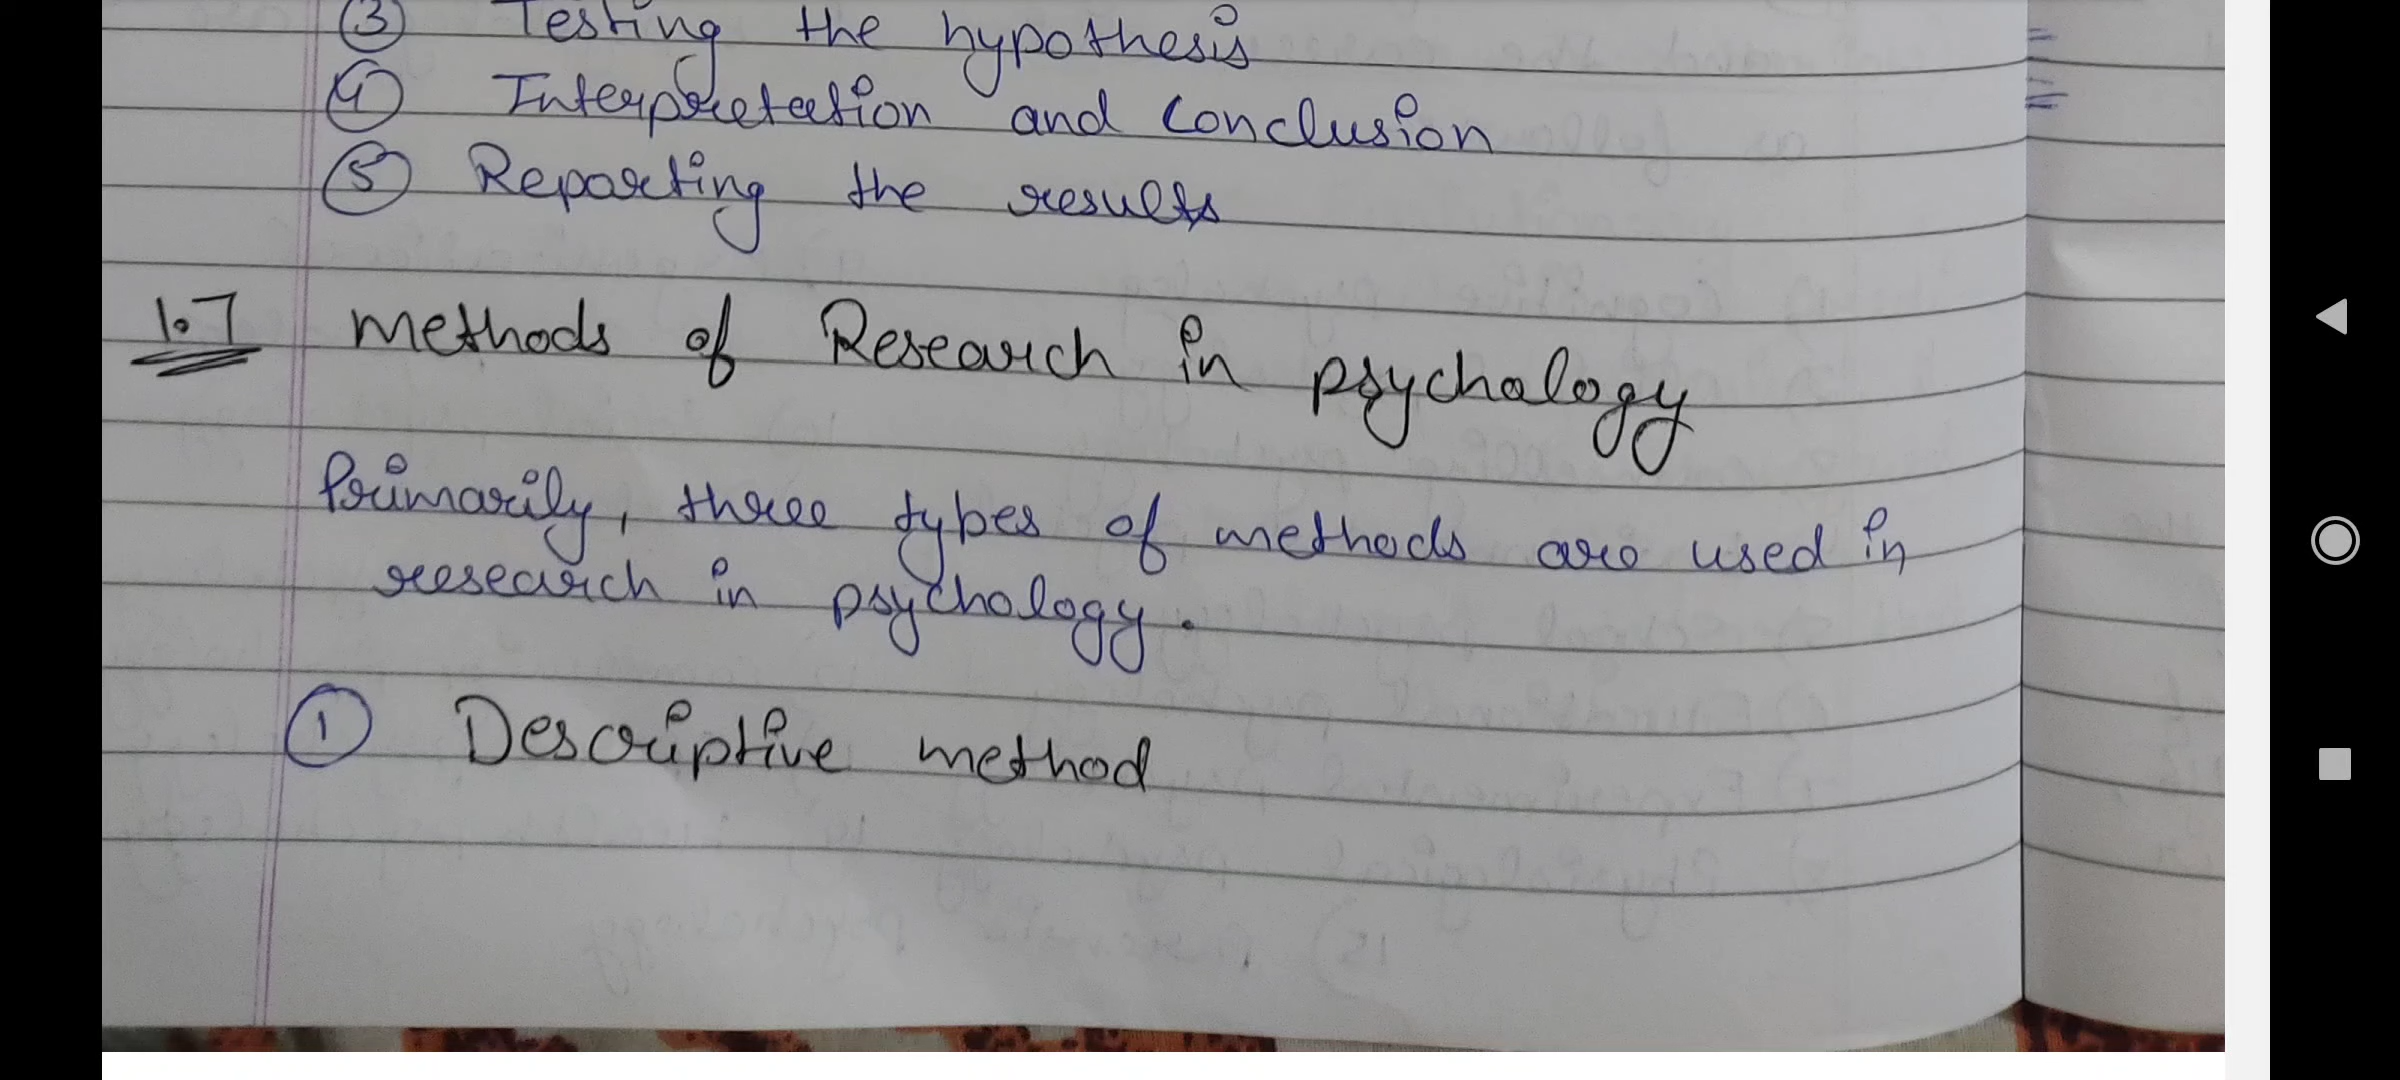 ③ Testing the hypothesis
④ Interpretation and conclusion
⑤ Reporting the results
1.7 Methods of Research in psychology
Primarily, three types of methods are used in
research in psychology.
① Descriptive method